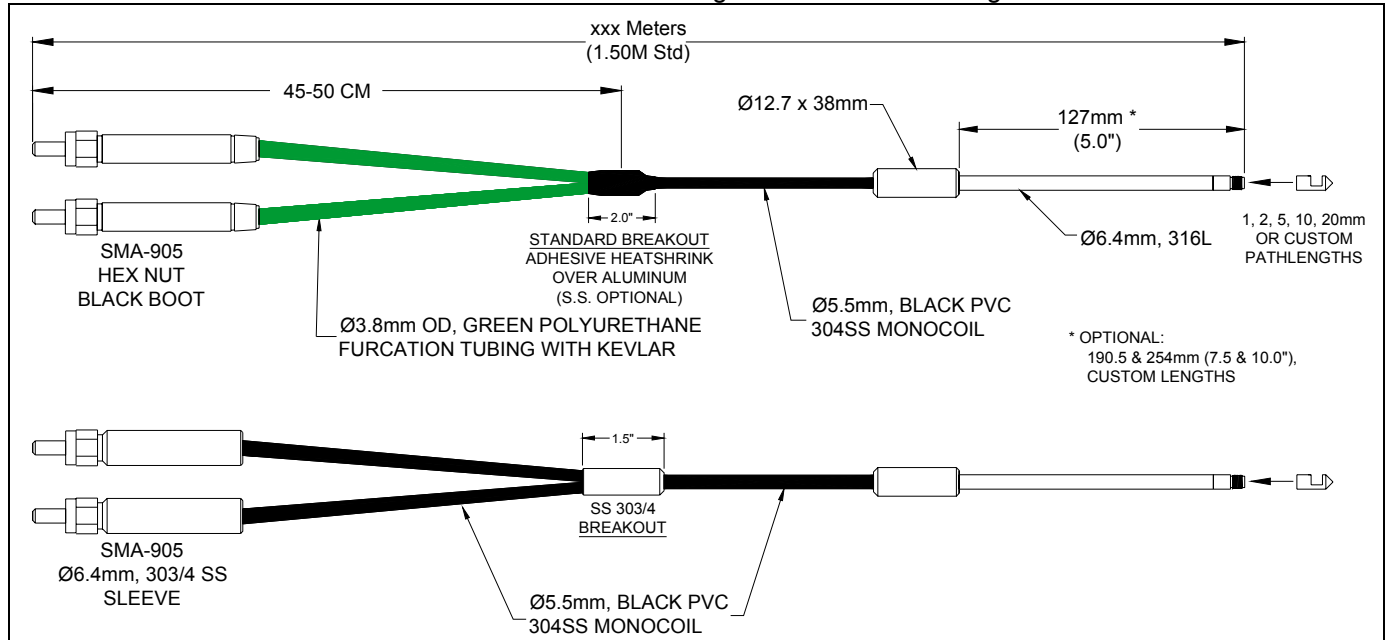 xxx Meters
(1.50M Std)
45-50 CM
Ø12.7 x 38mm
127mm *
(5.0")
2.0"
SMA-905
HEX NUT
BLACK BOOT
STANDARD BREAKOUT
ADHESIVE HEATSHRINK
OVER ALUMINUM
(S.S. OPTIONAL)
Ø6.4mm, 316L
1, 2, 5, 10, 20mm
OR CUSTOM
PATHLENGTHS
Ø3.8mm OD, GREEN POLYURETHANE
FURCATION TUBING WITH KEVLAR
Ø5.5mm, BLACK PVC
304SS MONOCOIL
* OPTIONAL:
190.5 & 254mm (7.5 & 10.0"),
CUSTOM LENGTHS
1.5"
SS 303/4
BREAKOUT
SMA-905
Ø6.4mm, 303/4 SS
SLEEVE
Ø5.5mm, BLACK PVC
304SS MONOCOIL